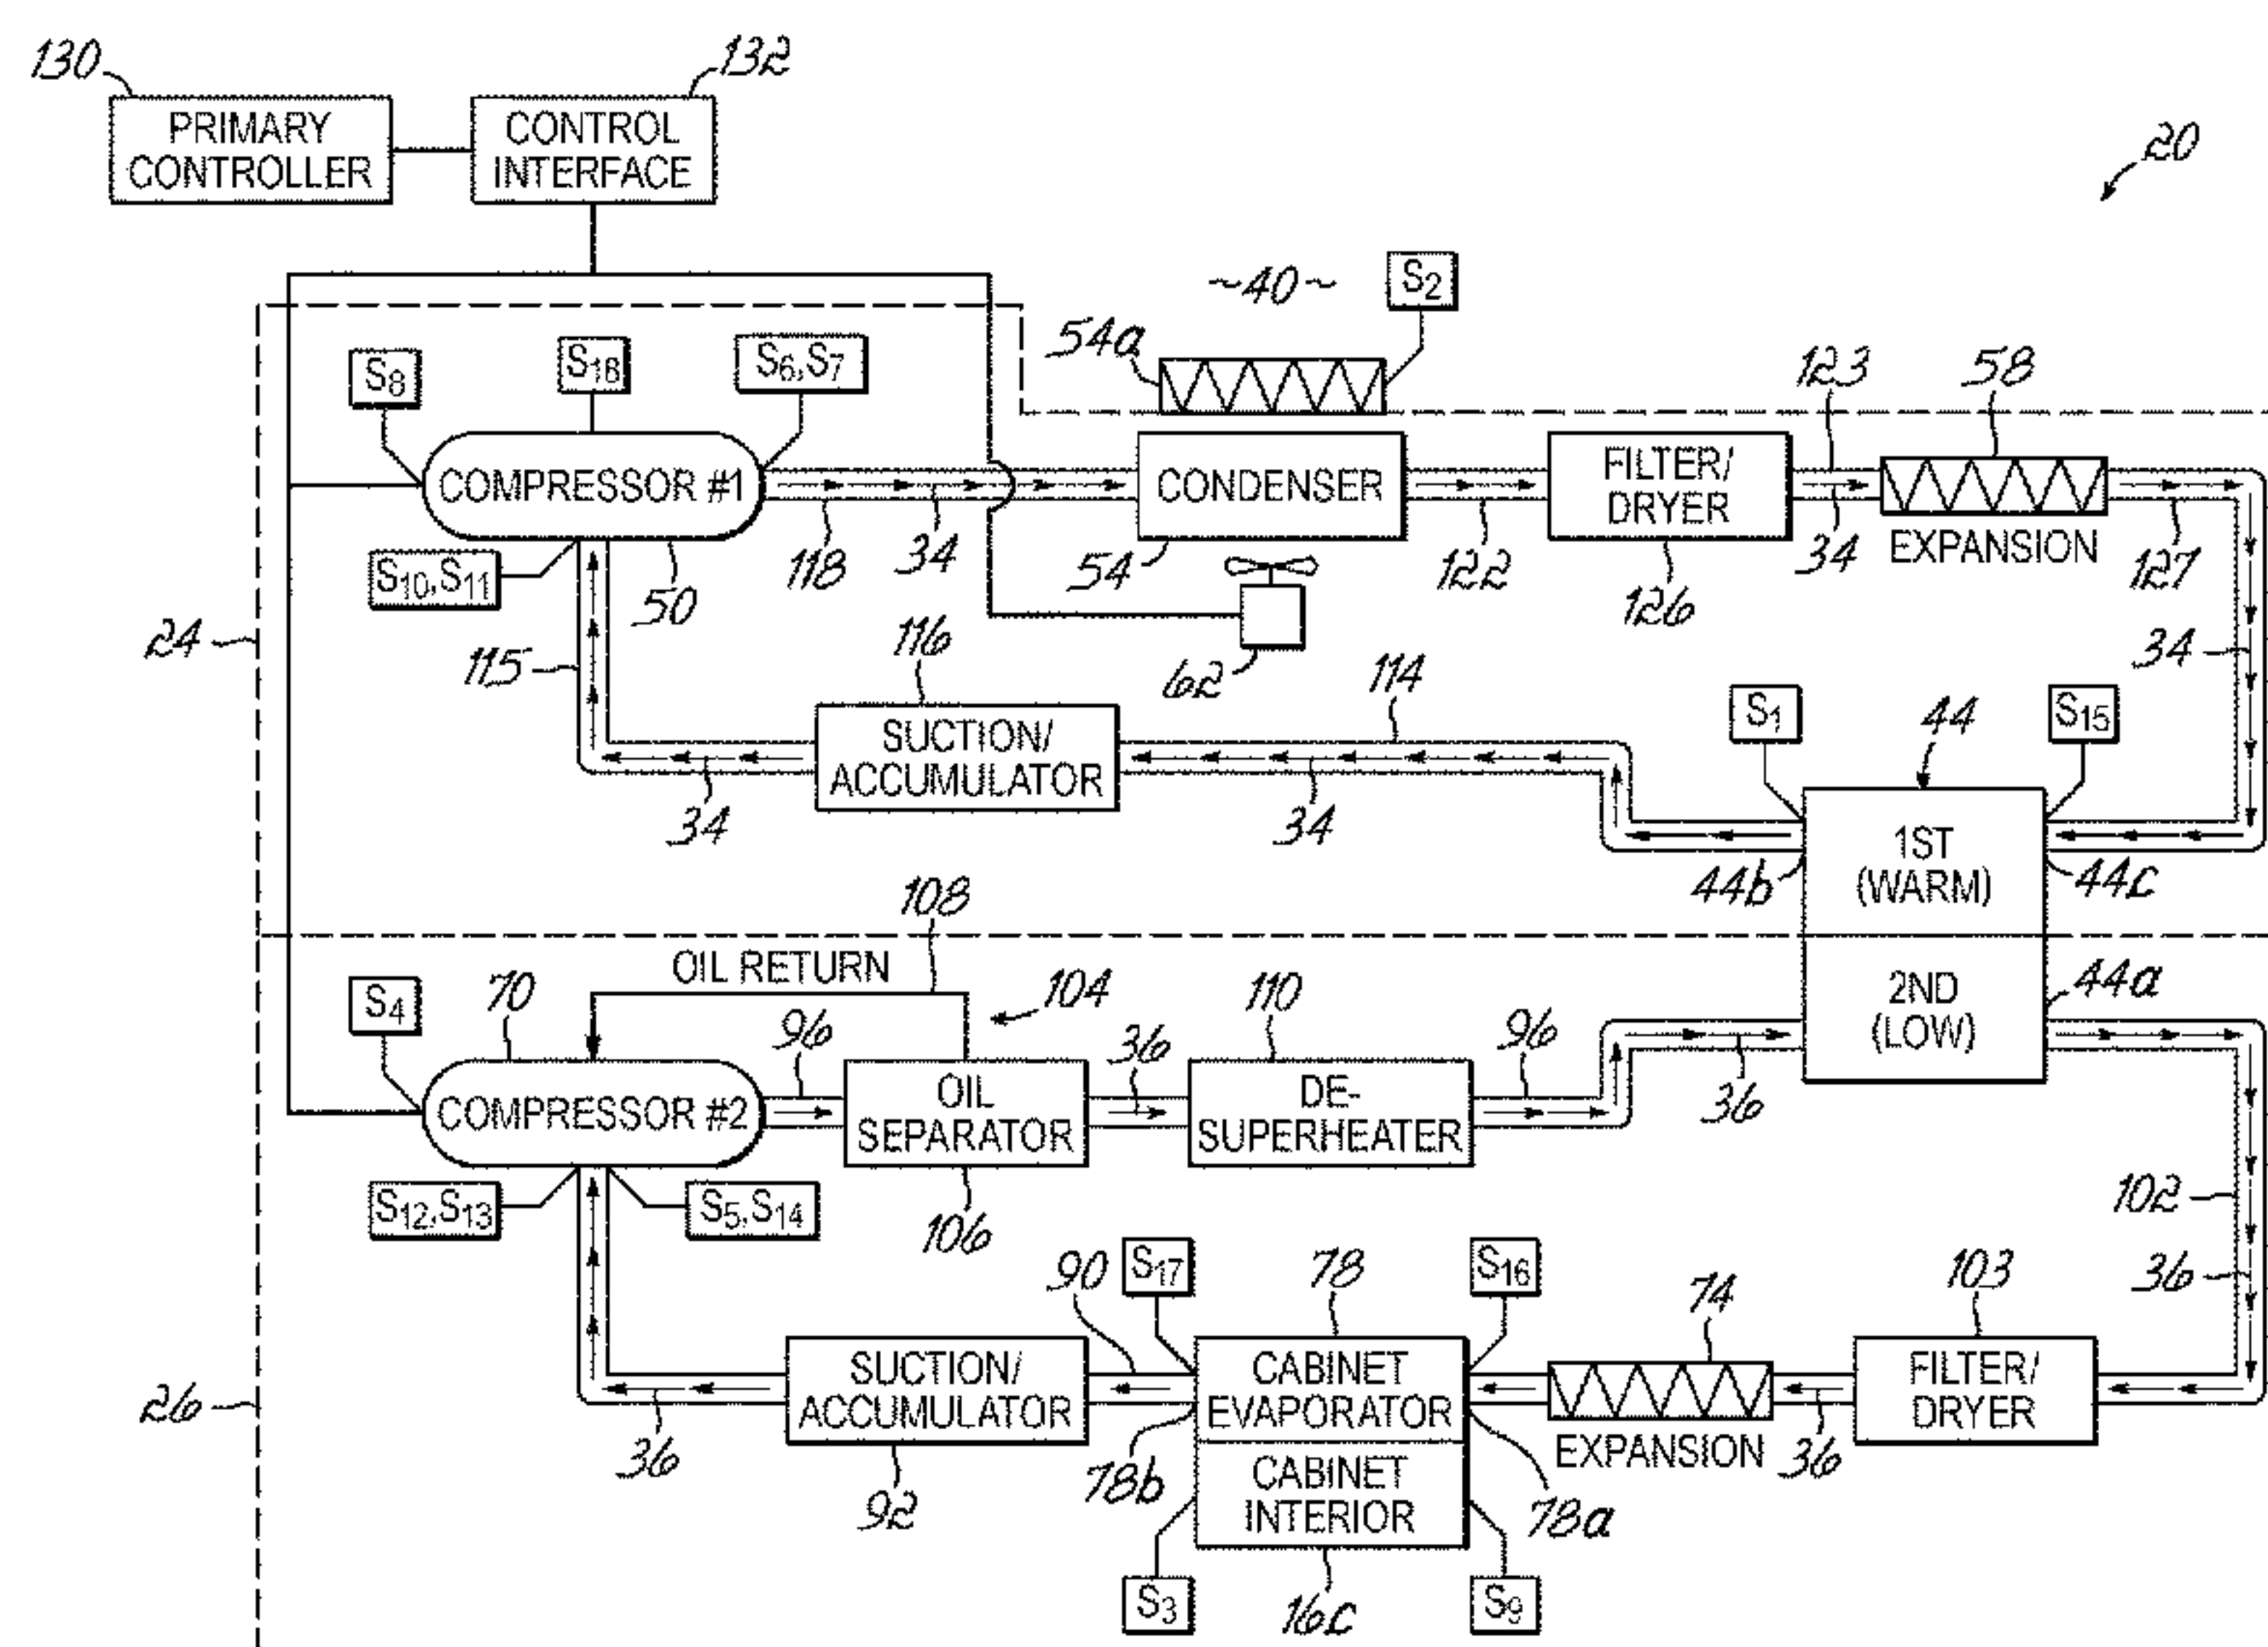 130
132
PRIMARY
CONTROLLER
CONTROL
INTERFACE
20
~40~
S2
54a
S8
S18
S6,S7
123
58
COMPRESSOR #1
CONDENSER
FILTER/
DRYER
EXPANSION
S10,S11
50
118
34
54
122
126
34
127
24
115
116
62
114
34
SUCTION/
ACCUMULATOR
S1
44
S15
34
34
1ST
(WARM)
44b
44c
108
OIL RETURN
S4
70
104
110
2ND
(LOW)
44a
96
36
96
36
COMPRESSOR #2
OIL
SEPARATOR
DE-
SUPERHEATER
S12,S13
S5,S14
106
102
26
90
S17
78
S16
74
103
36
SUCTION/
ACCUMULATOR
CABINET
EVAPORATOR
FILTER/
DRYER
EXPANSION
36
36
92
78b
CABINET
INTERIOR
78a
S3
16c
S9